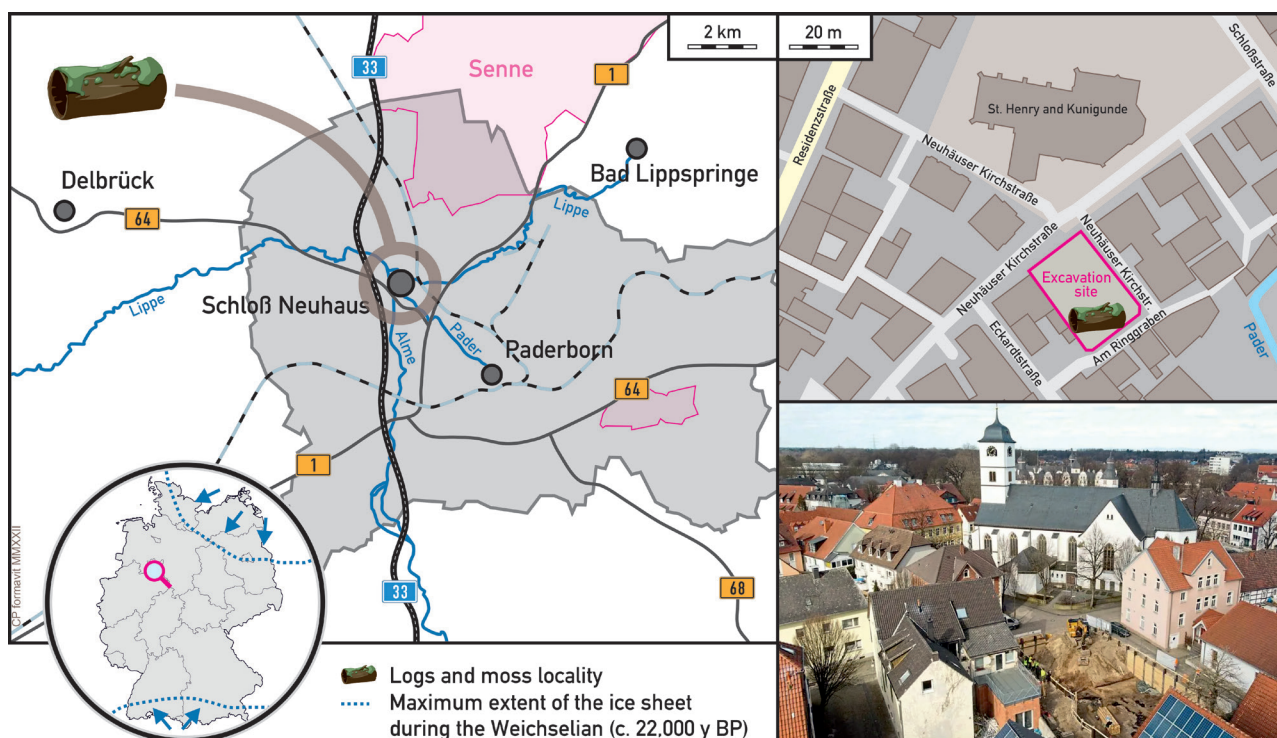 33
Senne
1
2 km
Delbrück
64
Bad Lippspringe
Lippe
Lippe
Schloß Neuhaus
Alme
Pader
Paderborn
64
1
33
68
CP formavit MMXXII
Logs and moss locality
Maximum extent of the ice sheet
during the Weichselian (c. 22,000 y BP)
20 m
Schloßstraße
Residenzstraße
St. Henry and Kunigunde
Neuhäuser Kirchstraße
Neuhäuser Kirchstraße
Neuhäuser Kirchstr.
Excavation
site
Eckardtstraße
Am Ringgraben
Pader